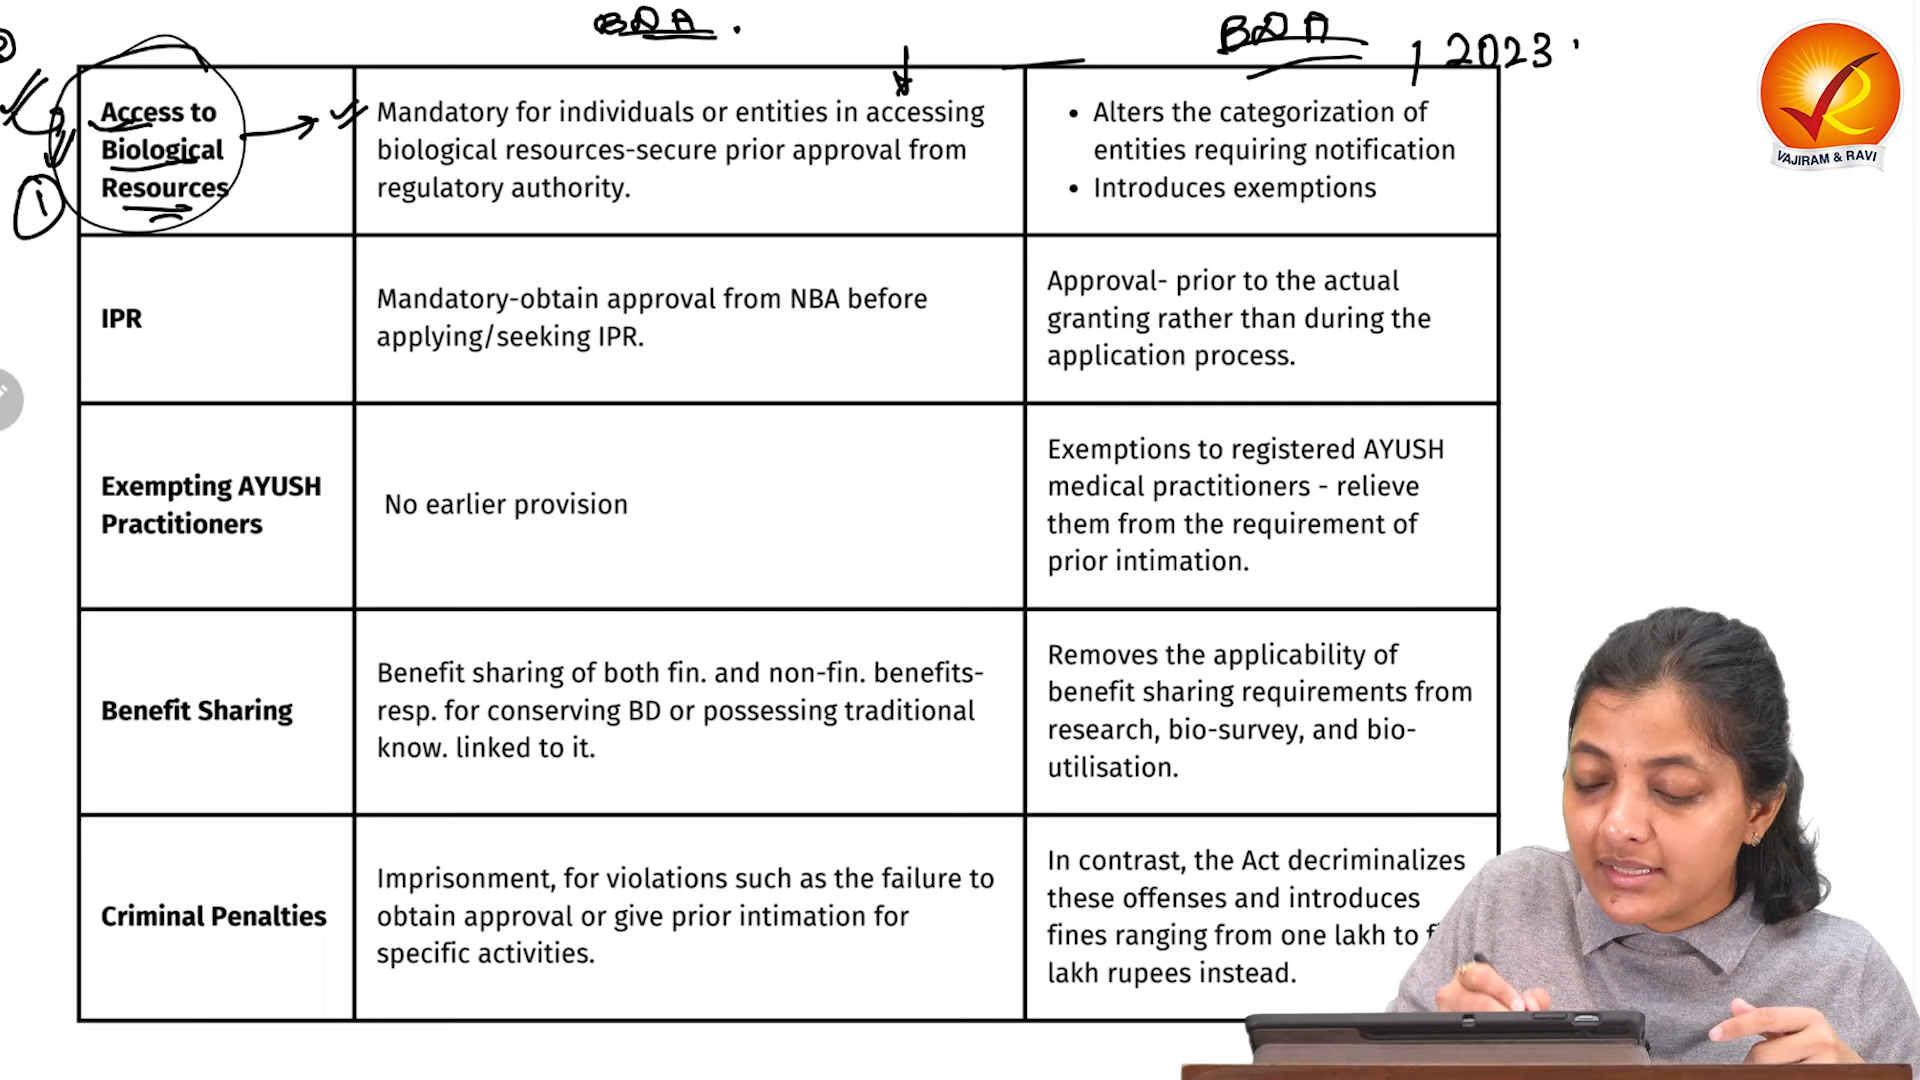 BDA.
BDA, 2023.
Access to
Biological
Resources
1
Mandatory for individuals or entities in accessing
biological resources-secure prior approval from
regulatory authority.
• Alters the categorization of
entities requiring notification
• Introduces exemptions
IPR
Mandatory-obtain approval from NBA before
applying/seeking IPR.
Approval- prior to the actual
granting rather than during the
application process.
Exempting AYUSH
Practitioners
No earlier provision
Exemptions to registered AYUSH
medical practitioners - relieve
them from the requirement of
prior intimation.
Benefit Sharing
Benefit sharing of both fin. and non-fin. benefits-
resp. for conserving BD or possessing traditional
know. linked to it.
Removes the applicability of
benefit sharing requirements from
research, bio-survey, and bio-
utilisation.
Criminal Penalties
Imprisonment, for violations such as the failure to
obtain approval or give prior intimation for
specific activities.
In contrast, the Act decriminalizes
these offenses and introduces
fines ranging from one lakh to
lakh rupees instead.
VAJIRAM & RAVI